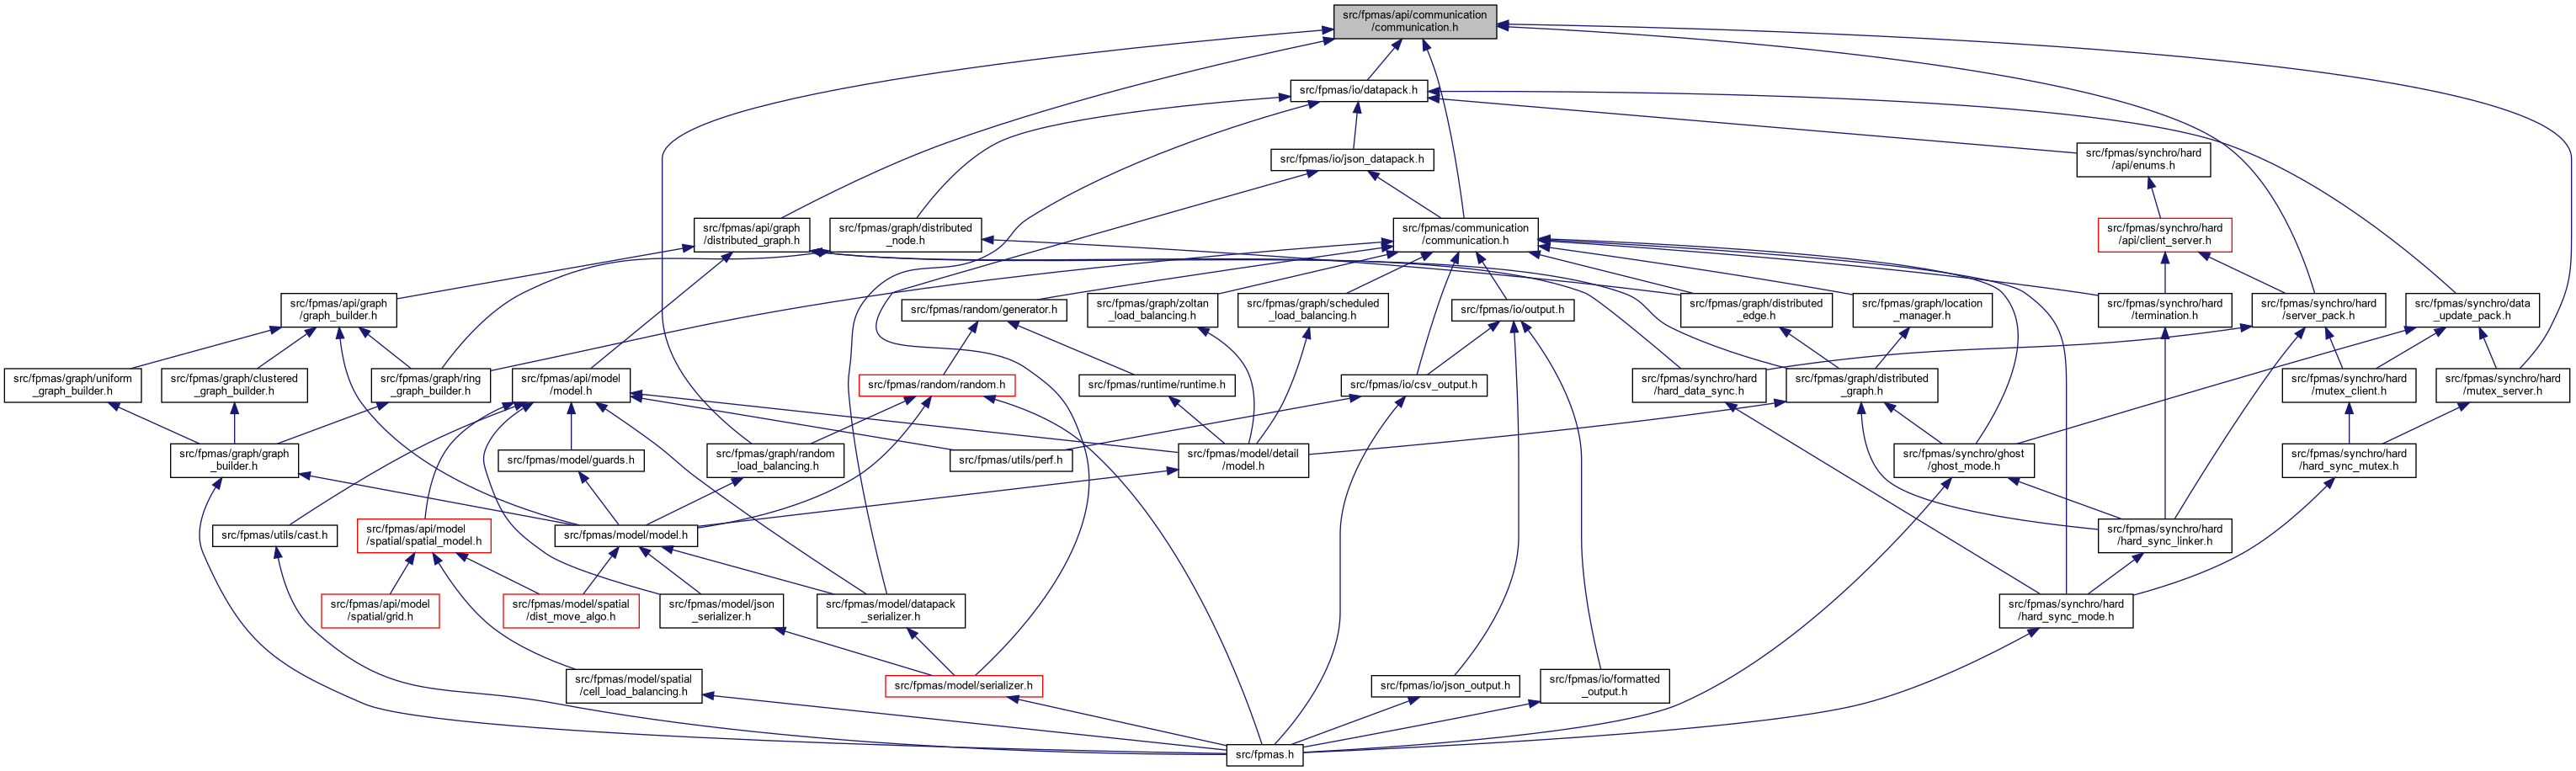 src/fpmas/api/communication
/communication.h
src/fpmas/io/datapack.h
src/fpmas/io/json_datapack.h
src/fpmas/synchro/hard
/api/enums.h
src/fpmas/api/graph
/distributed_graph.h
src/fpmas/graph/distributed
_node.h
src/fpmas/communication
/communication.h
src/fpmas/synchro/hard
/api/client_server.h
src/fpmas/api/graph
/graph_builder.h
src/fpmas/random/generator.h
src/fpmas/graph/zoltan
_load_balancing.h
src/fpmas/graph/scheduled
_load_balancing.h
src/fpmas/io/output.h
src/fpmas/graph/distributed
_edge.h
src/fpmas/graph/location
_manager.h
src/fpmas/synchro/hard
/termination.h
src/fpmas/synchro/hard
/server_pack.h
src/fpmas/synchro/data
_update_pack.h
src/fpmas/graph/uniform
_graph_builder.h
src/fpmas/graph/clustered
_graph_builder.h
src/fpmas/graph/ring
_graph_builder.h
src/fpmas/api/model
/model.h
src/fpmas/random/random.h
src/fpmas/runtime/runtime.h
src/fpmas/io/csv_output.h
src/fpmas/synchro/hard
/hard_data_sync.h
src/fpmas/graph/distributed
_graph.h
src/fpmas/synchro/hard
/mutex_client.h
src/fpmas/synchro/hard
/mutex_server.h
src/fpmas/graph/graph
_builder.h
src/fpmas/model/guards.h
src/fpmas/graph/random
_load_balancing.h
src/fpmas/utils/perf.h
src/fpmas/model/detail
/model.h
src/fpmas/synchro/ghost
/ghost_mode.h
src/fpmas/synchro/hard
/hard_sync_mutex.h
src/fpmas/utils/cast.h
src/fpmas/api/model
/spatial/spatial_model.h
src/fpmas/model/model.h
src/fpmas/synchro/hard
/hard_sync_linker.h
src/fpmas/api/model
/spatial/grid.h
src/fpmas/model/spatial
/dist_move_algo.h
src/fpmas/model/json
_serializer.h
src/fpmas/model/datapack
_serializer.h
src/fpmas/synchro/hard
/hard_sync_mode.h
src/fpmas/model/spatial
/cell_load_balancing.h
src/fpmas/model/serializer.h
src/fpmas/io/json_output.h
src/fpmas/io/formatted
_output.h
src/fpmas.h